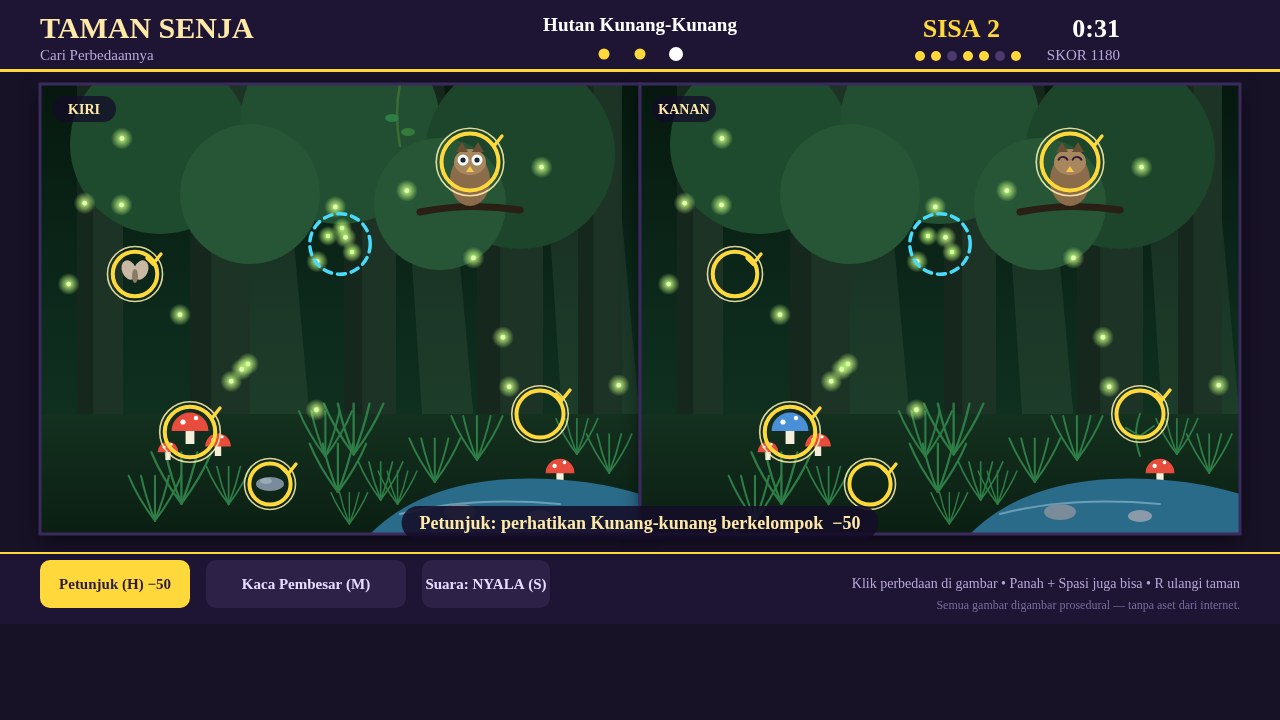 TAMAN SENJA
Cari Perbedaannya
Hutan Kunang-Kunang
SISA 2
0:31
SKOR 1180
KIRI
KANAN
Petunjuk: perhatikan Kunang-kunang berkelompok −50
Petunjuk (H) −50
Kaca Pembesar (M)
Suara: NYALA (S)
Klik perbedaan di gambar • Panah + Spasi juga bisa • R ulangi taman
Semua gambar digambar prosedural — tanpa aset dari internet.